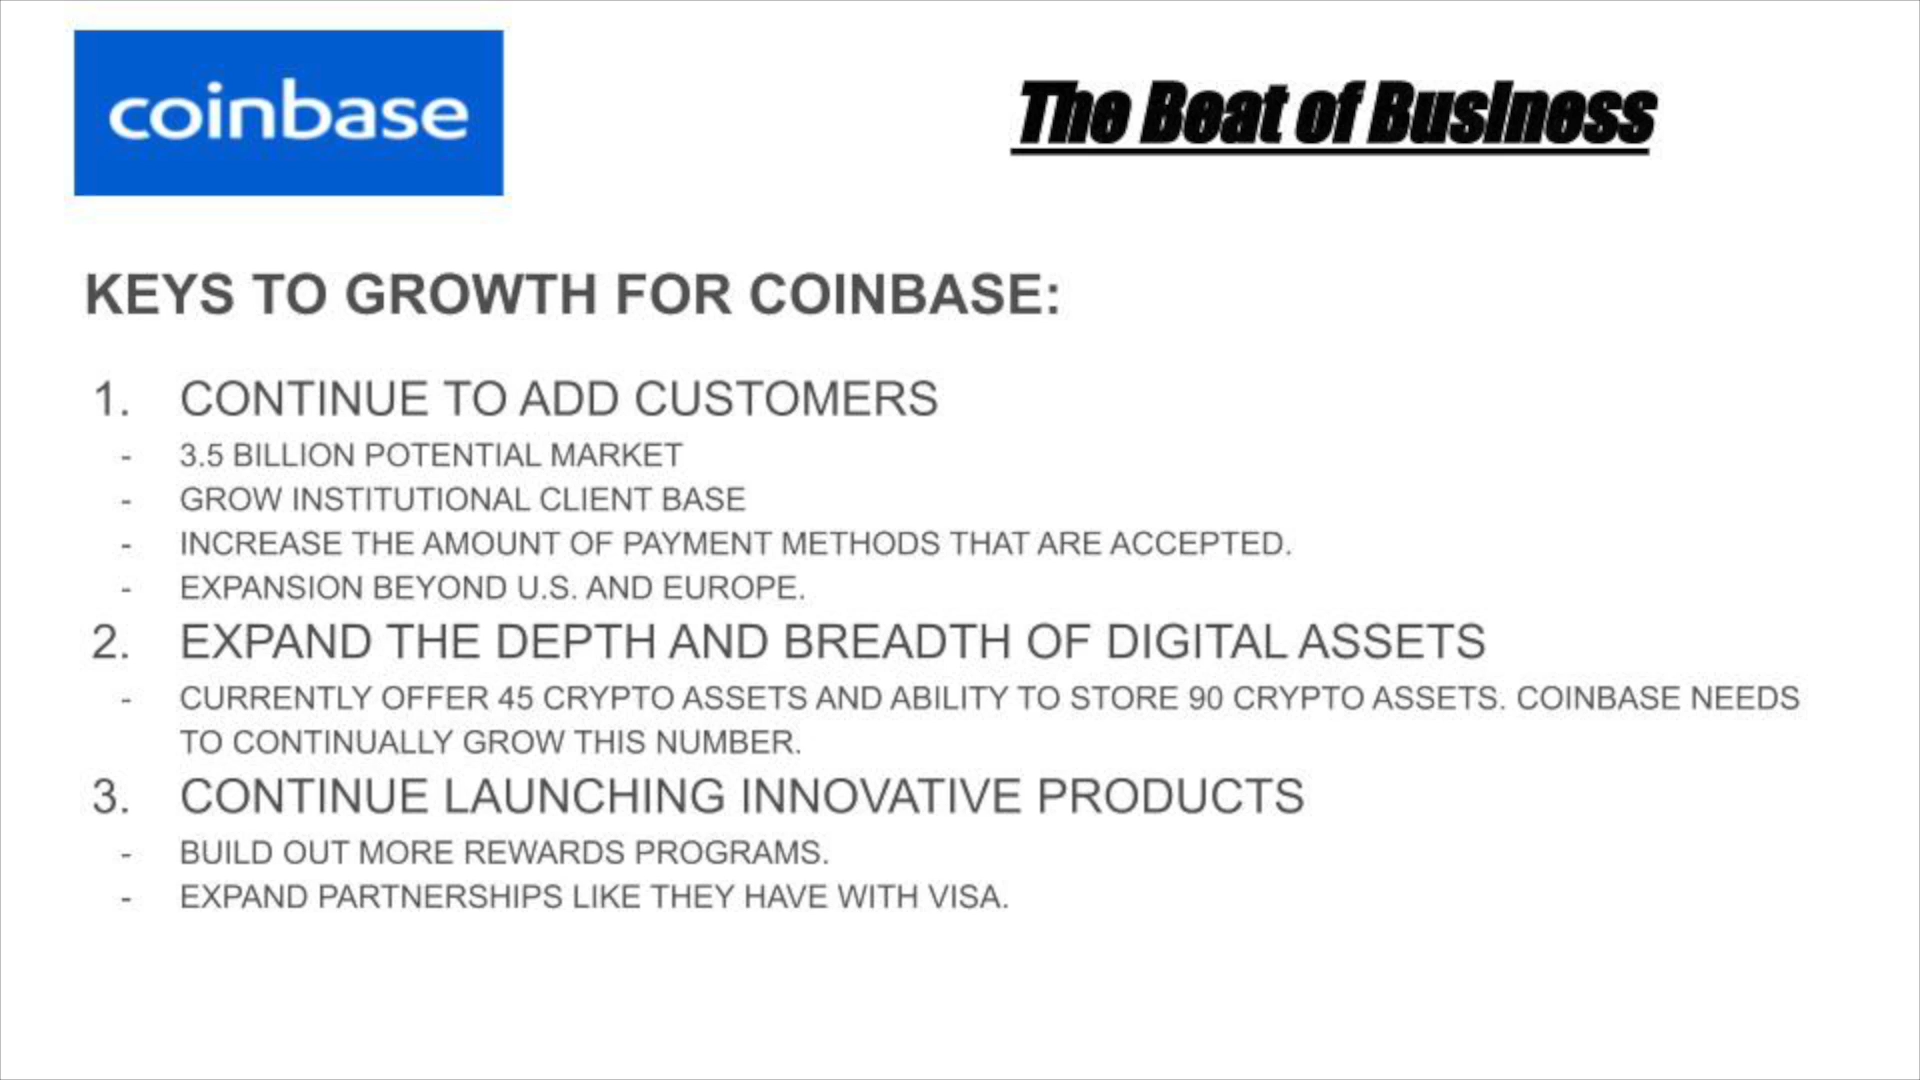 coinbase
The Beat of Business
KEYS TO GROWTH FOR COINBASE:
1. CONTINUE TO ADD CUSTOMERS
- 3.5 BILLION POTENTIAL MARKET
- GROW INSTITUTIONAL CLIENT BASE
- INCREASE THE AMOUNT OF PAYMENT METHODS THAT ARE ACCEPTED.
- EXPANSION BEYOND U.S. AND EUROPE.
2. EXPAND THE DEPTH AND BREADTH OF DIGITAL ASSETS
- CURRENTLY OFFER 45 CRYPTO ASSETS AND ABILITY TO STORE 90 CRYPTO ASSETS. COINBASE NEEDS
TO CONTINUALLY GROW THIS NUMBER.
3. CONTINUE LAUNCHING INNOVATIVE PRODUCTS
- BUILD OUT MORE REWARDS PROGRAMS.
- EXPAND PARTNERSHIPS LIKE THEY HAVE WITH VISA.